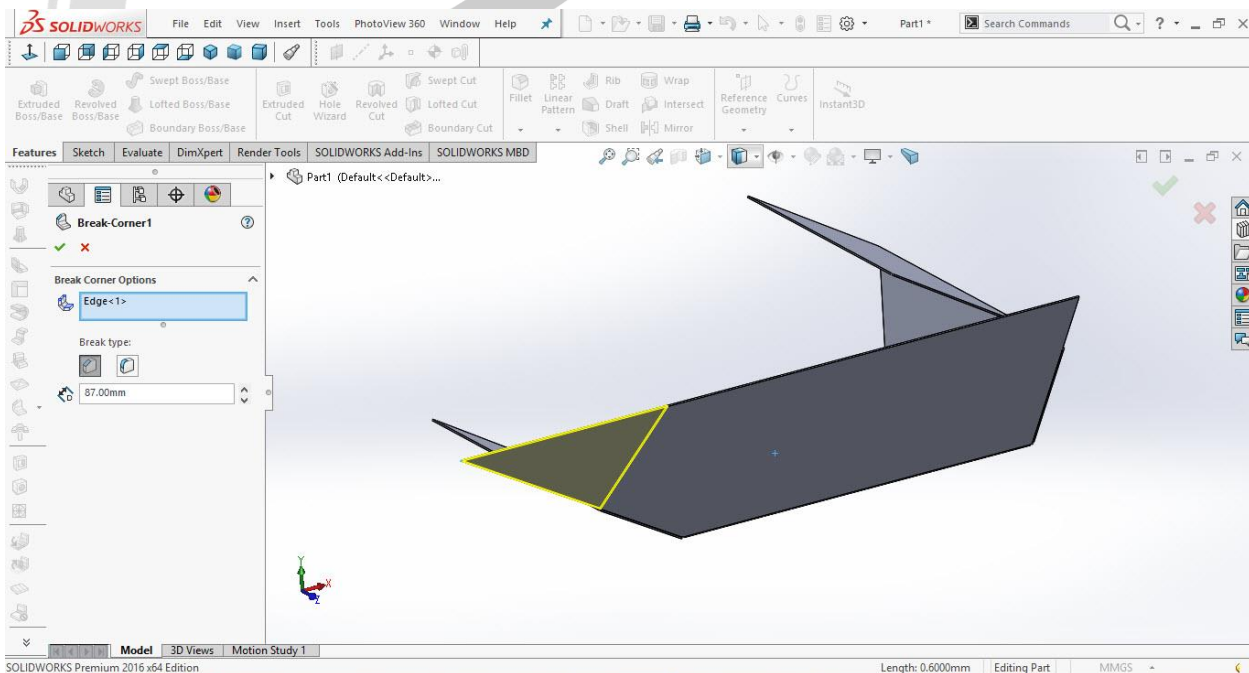 SOLIDWORKS File Edit View Insert Tools PhotoView 360 Window Help Part1 * Search Commands ?
Swept Boss/Base Swept Cut Rib Wrap
Extruded Boss/Base Revolved Boss/Base Lofted Boss/Base Extruded Cut Hole Wizard Revolved Cut Lofted Cut Fillet Linear Pattern Draft Intersect Reference Geometry Curves Instant3D
Boundary Boss/Base Boundary Cut Shell Mirror
Features Sketch Evaluate DimXpert Render Tools SOLIDWORKS Add-Ins SOLIDWORKS MBD
Part1 (Default<<Default>...
Break-Corner1
Break Corner Options
Edge<1>
Break type:
D 87.00mm
Y
X
Z
Model 3D Views Motion Study 1
SOLIDWORKS Premium 2016 x64 Edition Length: 0.6000mm Editing Part MMGS